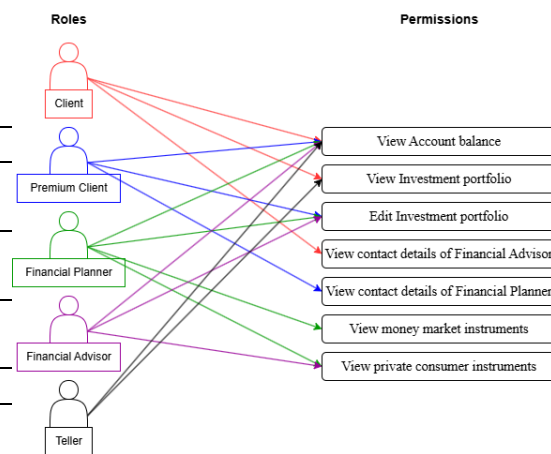 Roles
Permissions
Client
Premium Client
Financial Planner
Financial Advisor
Teller
View Account balance
View Investment portfolio
Edit Investment portfolio
View contact details of Financial Advisor
View contact details of Financial Planner
View money market instruments
View private consumer instruments